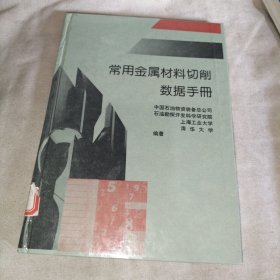 常用金属材料切削
数据手册
中国石油物资装备总公司
石油勘探开发科学研究院
上海工业大学
清华大学
编著